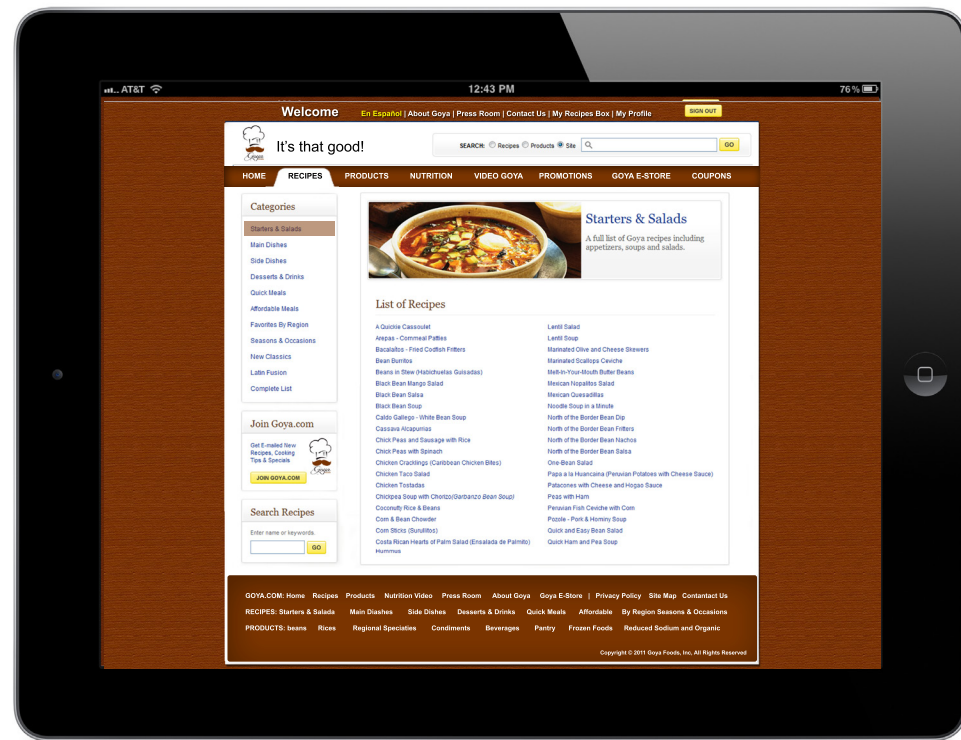 AT&T 12:43 PM 76%
Welcome En Español | About Goya | Press Room | Contact Us | My Recipes Box | My Profile SIGN OUT
Goya
It's that good!
SEARCH: Recipes Products Site GO
HOME RECIPES PRODUCTS NUTRITION VIDEO GOYA PROMOTIONS GOYA E-STORE COUPONS
Categories
Starters & Salads
Main Dishes
Side Dishes
Desserts & Drinks
Quick Meals
Affordable Meals
Favorites By Region
Seasons & Occasions
New Classics
Latin Fusion
Complete List
Join Goya.com
Get E-mailed New
Recipes, Cooking
Tips & Specials.
Goya
JOIN GOYA.COM
Search Recipes
Enter name or keywords.
GO
Starters & Salads
A full list of Goya recipes including
appetizers, soups and salads.
List of Recipes
A Quickie Cassoulet
Arepas - Cornmeal Patties
Bacalaitos - Fried Codfish Fritters
Bean Burritos
Beans in Stew (Habichuelas Guisadas)
Black Bean Mango Salad
Black Bean Salsa
Black Bean Soup
Caldo Gallego - White Bean Soup
Cassava Alcapurrias
Chick Peas and Sausage with Rice
Chick Peas with Spinach
Chicken Cracklings (Caribbean Chicken Bites)
Chicken Taco Salad
Chicken Tostadas
Chickpea Soup with Chorizo(Garbanzo Bean Soup)
Coconutty Rice & Beans
Corn & Bean Chowder
Corn Sticks (Surullitos)
Costa Rican Hearts of Palm Salad (Ensalada de Palmito)
Hummus
Lentil Salad
Lentil Soup
Marinated Olive and Cheese Skewers
Marinated Scallops Ceviche
Melt-In-Your-Mouth Butter Beans
Mexican Nopalitos Salad
Mexican Quesadillas
Noodle Soup in a Minute
North of the Border Bean Dip
North of the Border Bean Fritters
North of the Border Bean Nachos
North of the Border Bean Salsa
One-Bean Salad
Papa a la Huancaina (Peruvian Potatoes with Cheese Sauce)
Patacones with Cheese and Hogao Sauce
Peas with Ham
Peruvian Fish Ceviche with Corn
Pozole - Pork & Hominy Soup
Quick and Easy Bean Salad
Quick Ham and Pea Soup
GOYA.COM: Home Recipes Products Nutrition Video Press Room About Goya Goya E-Store | Privacy Policy Site Map Contantact Us
RECIPES: Starters & Salada Main Diashes Side Dishes Desserts & Drinks Quick Meals Affordable By Region Seasons & Occasions
PRODUCTS: beans Rices Regional Speciaties Condiments Beverages Pantry Frozen Foods Reduced Sodium and Organic
Copyright © 2011 Goya Foods, Inc, All Rights Reserved